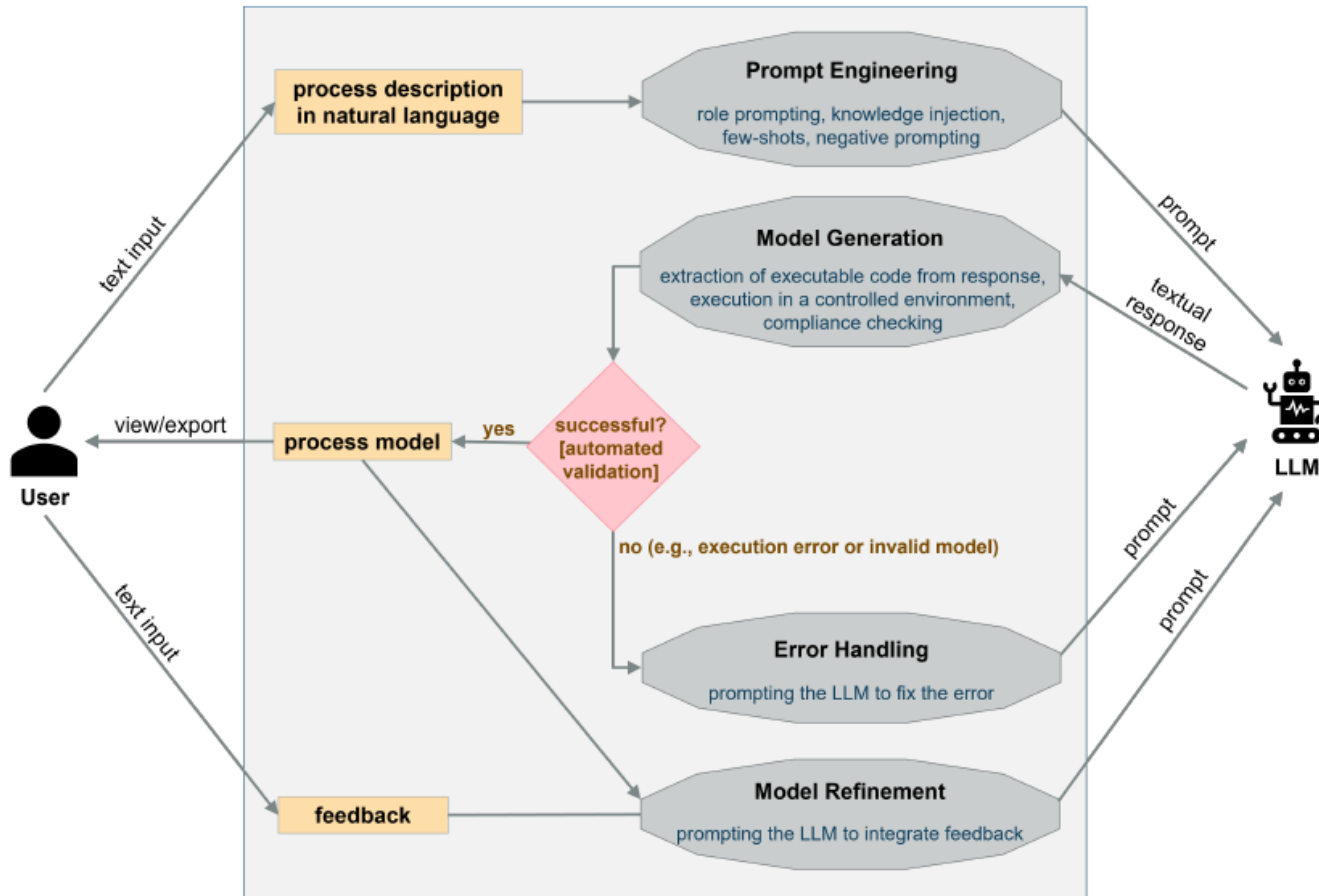 process description
in natural language
Prompt Engineering
role prompting, knowledge injection,
few-shots, negative prompting
text input
prompt
Model Generation
extraction of executable code from response,
execution in a controlled environment,
compliance checking
textual
response
successful?
[automated
validation]
yes
process model
view/export
User
LLM
no (e.g., execution error or invalid model)
prompt
text input
Error Handling
prompting the LLM to fix the error
prompt
Model Refinement
prompting the LLM to integrate feedback
feedback